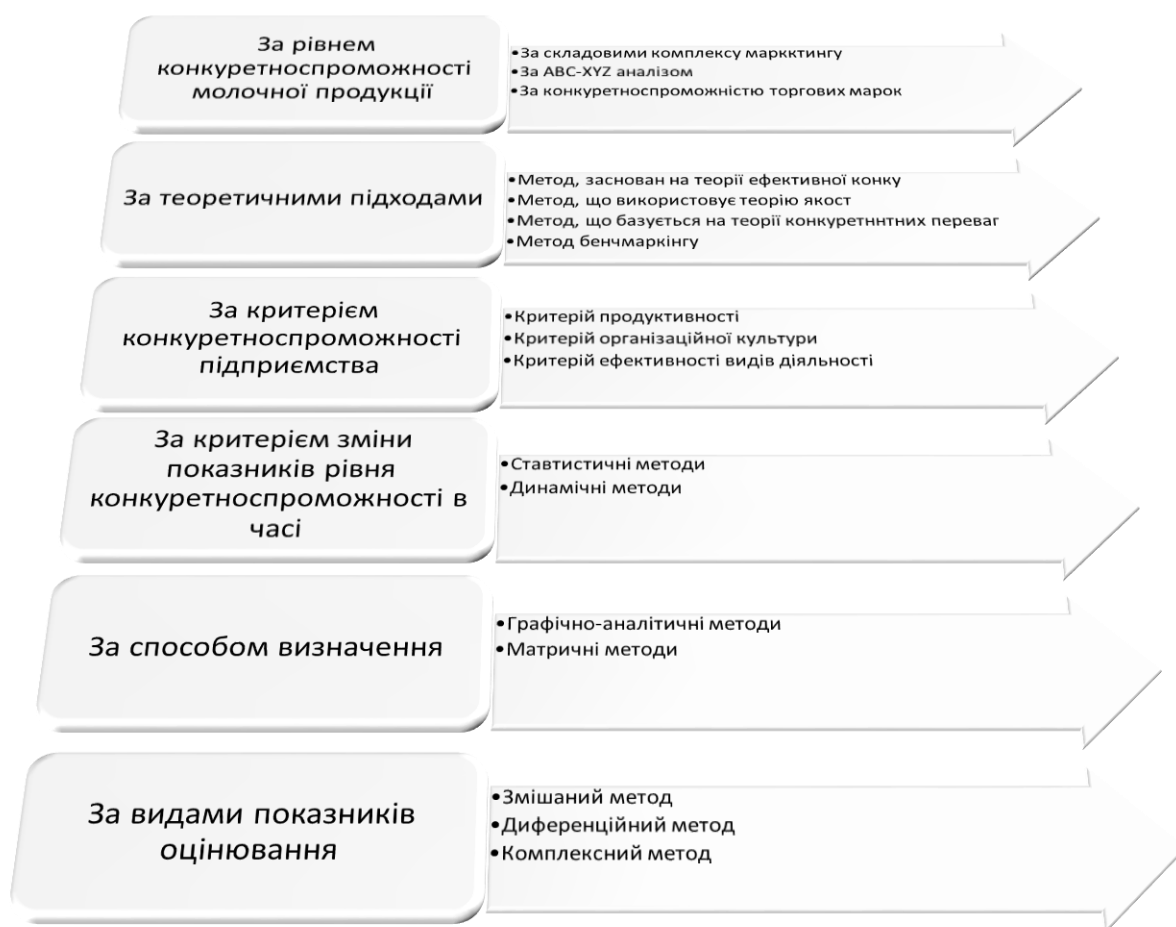 За рівнем
конкуретноспроможності
молочної продукції
•За складовими комплексу маркктингу
•За ABC-XYZ аналізом
•За конкуретноспроможністю торгових марок
За теоретичними підходами
•Метод, заснован на теорії ефективної конку
•Метод, що використовує теорію якост
•Метод, що базується на теорії конкуретннтних переваг
•Метод бенчмаркінгу
За критерієм
конкуретноспроможності
підприємства
•Критерій продуктивності
•Критерій організаційної культури
•Критерій ефективності видів діяльності
За критерієм зміни
показників рівня
конкуретноспроможності в
часі
•Ставтистичні методи
•Динамічні методи
За способом визначення
•Графічно-аналітичні методи
•Матричні методи
За видами показників
оцінювання
•Змішаний метод
•Диференційний метод
•Комплексний метод